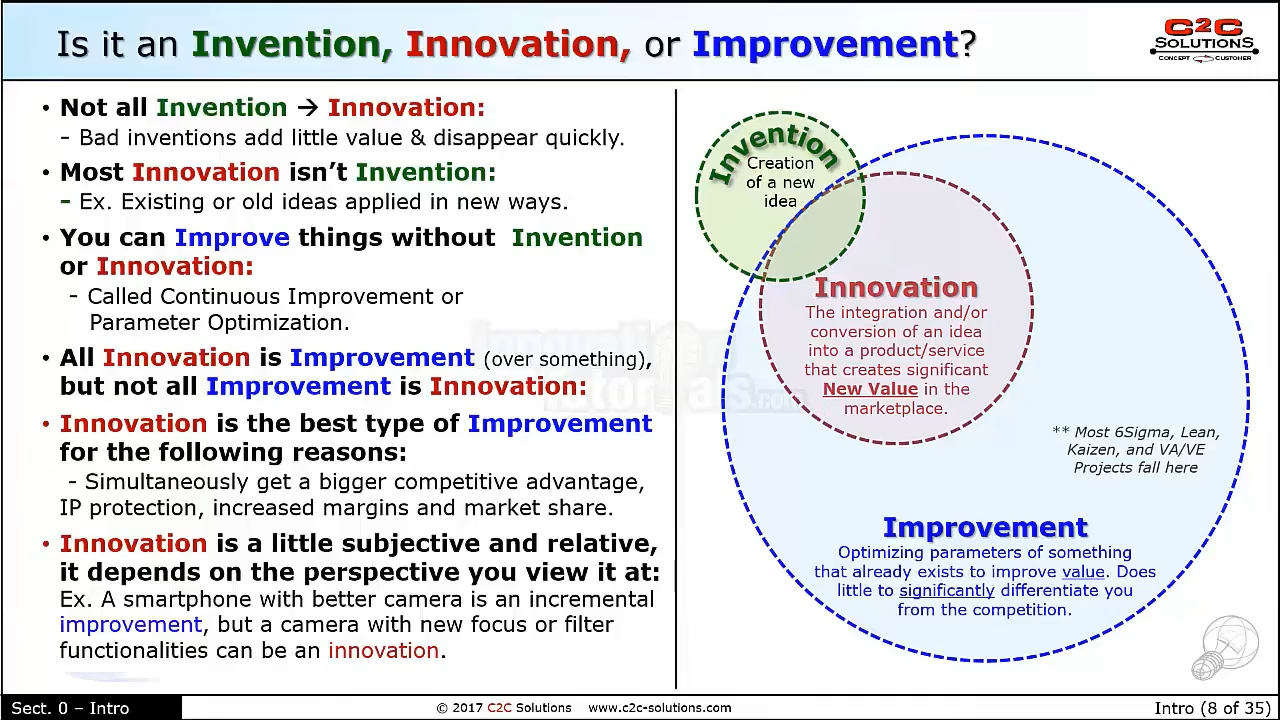 Is it an Invention, Innovation, or Improvement?
C2C
SOLUTIONS
CONCEPT CUSTOMER
• Not all Invention → Innovation:
- Bad inventions add little value & disappear quickly.
• Most Innovation isn't Invention:
- Ex. Existing or old ideas applied in new ways.
• You can Improve things without Invention
or Innovation:
- Called Continuous Improvement or
Parameter Optimization.
• All Innovation is Improvement (over something),
but not all Improvement is Innovation:
• Innovation is the best type of Improvement
for the following reasons:
- Simultaneously get a bigger competitive advantage,
IP protection, increased margins and market share.
• Innovation is a little subjective and relative,
it depends on the perspective you view it at:
Ex. A smartphone with better camera is an incremental
improvement, but a camera with new focus or filter
functionalities can be an innovation.
Invention
Creation
of a new
idea
Innovation
The integration and/or
conversion of an idea
into a product/service
that creates significant
New Value in the
marketplace.
** Most 6Sigma, Lean,
Kaizen, and VA/VE
Projects fall here
Improvement
Optimizing parameters of something
that already exists to improve value. Does
little to significantly differentiate you
from the competition.
Sect. 0 – Intro
© 2017 C2C Solutions www.c2c-solutions.com
Intro (8 of 35)